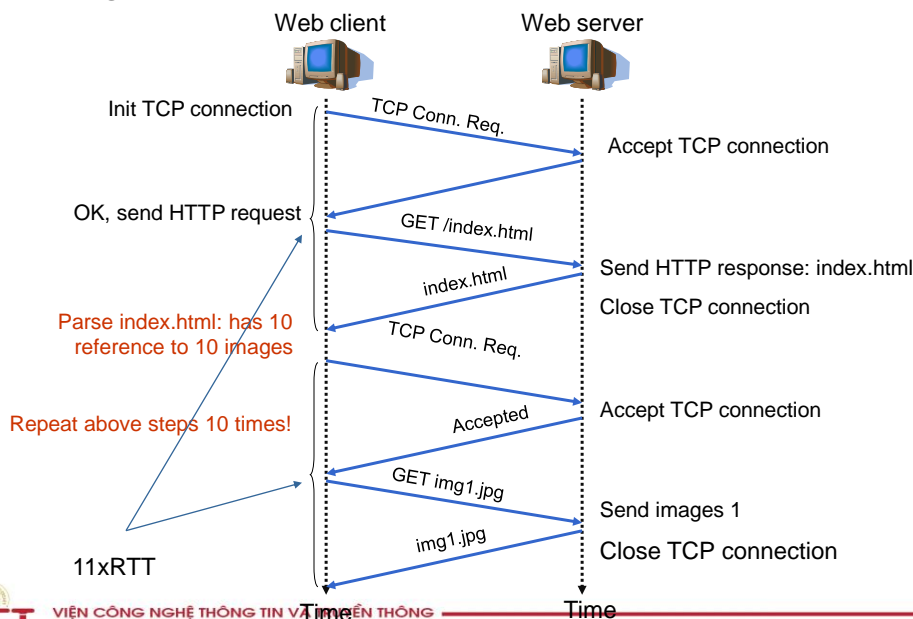 Web client
Web server
Init TCP connection
TCP Conn. Req.
Accept TCP connection
OK, send HTTP request
GET /index.html
Send HTTP response: index.html
index.html
Close TCP connection
Parse index.html: has 10
reference to 10 images
TCP Conn. Req.
Accept TCP connection
Accepted
Repeat above steps 10 times!
GET img1.jpg
Send images 1
img1.jpg
Close TCP connection
11xRTT
VIỆN CÔNG NGHỆ THÔNG TIN VÀ TRUYỀN THÔNG
Time
Time